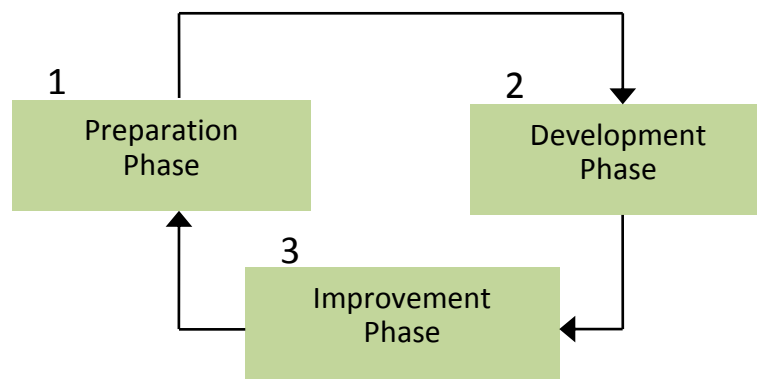 1
Preparation
Phase
2
Development
Phase
3
Improvement
Phase